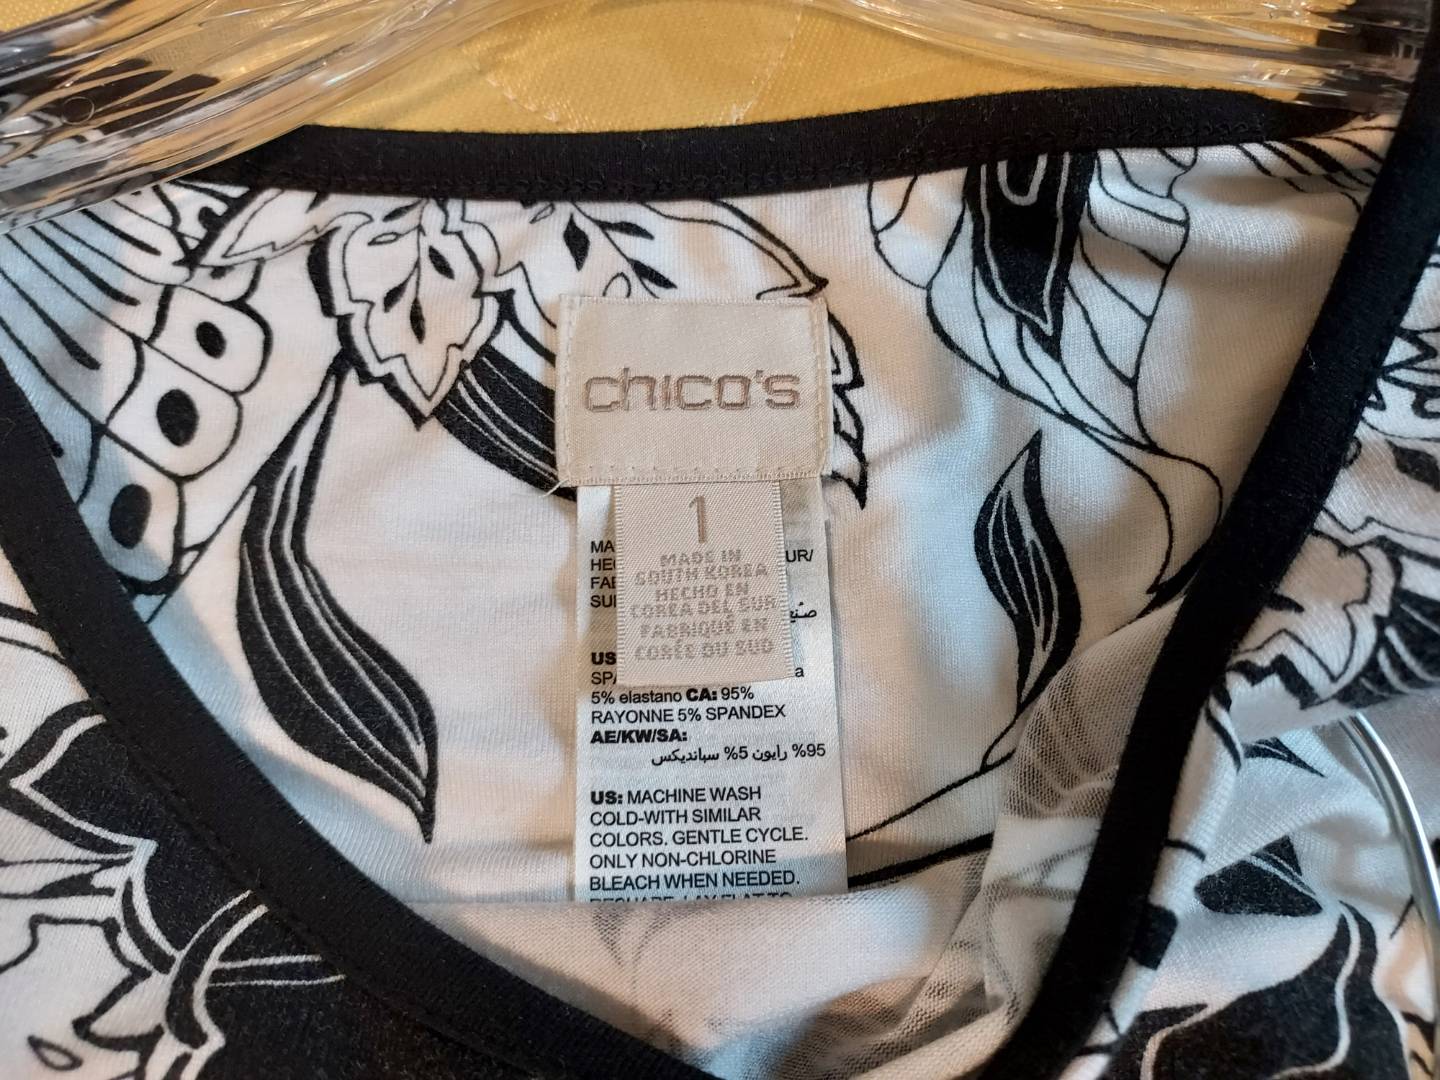 chico's
1
MADE IN
SOUTH KOREA
HECHO EN
COREA DEL SUR
FABRIQUÉ EN
CORÉE DU SUD
5% elastano CA: 95%
RAYONNE 5% SPANDEX
AE/KW/SA:
95% رايون 5% سباندیکس
US: MACHINE WASH
COLD-WITH SIMILAR
COLORS. GENTLE CYCLE.
ONLY NON-CHLORINE
BLEACH WHEN NEEDED.